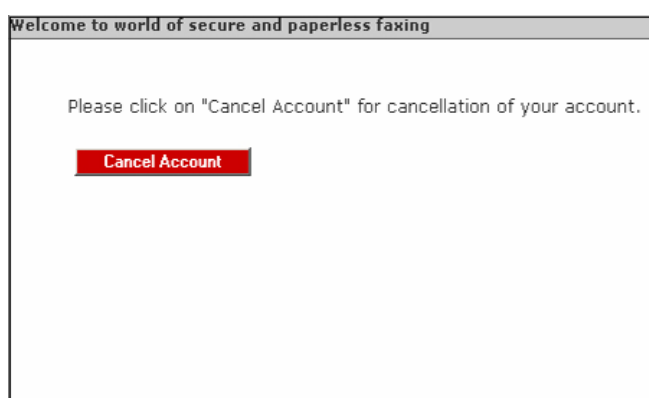 Welcome to world of secure and paperless faxing
Please click on "Cancel Account" for cancellation of your account.
Cancel Account